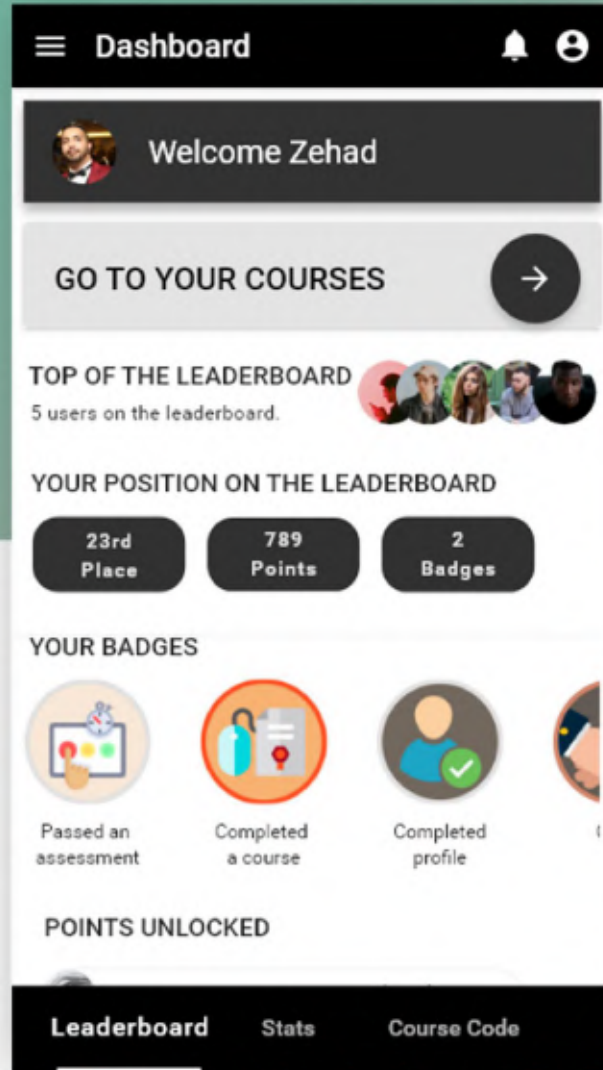 Dashboard
Welcome Zehad
GO TO YOUR COURSES
TOP OF THE LEADERBOARD
5 users on the leaderboard.
YOUR POSITION ON THE LEADERBOARD
23rd
Place
789
Points
2
Badges
YOUR BADGES
Passed an
assessment
Completed
a course
Completed
profile
POINTS UNLOCKED
Leaderboard
Stats
Course Code